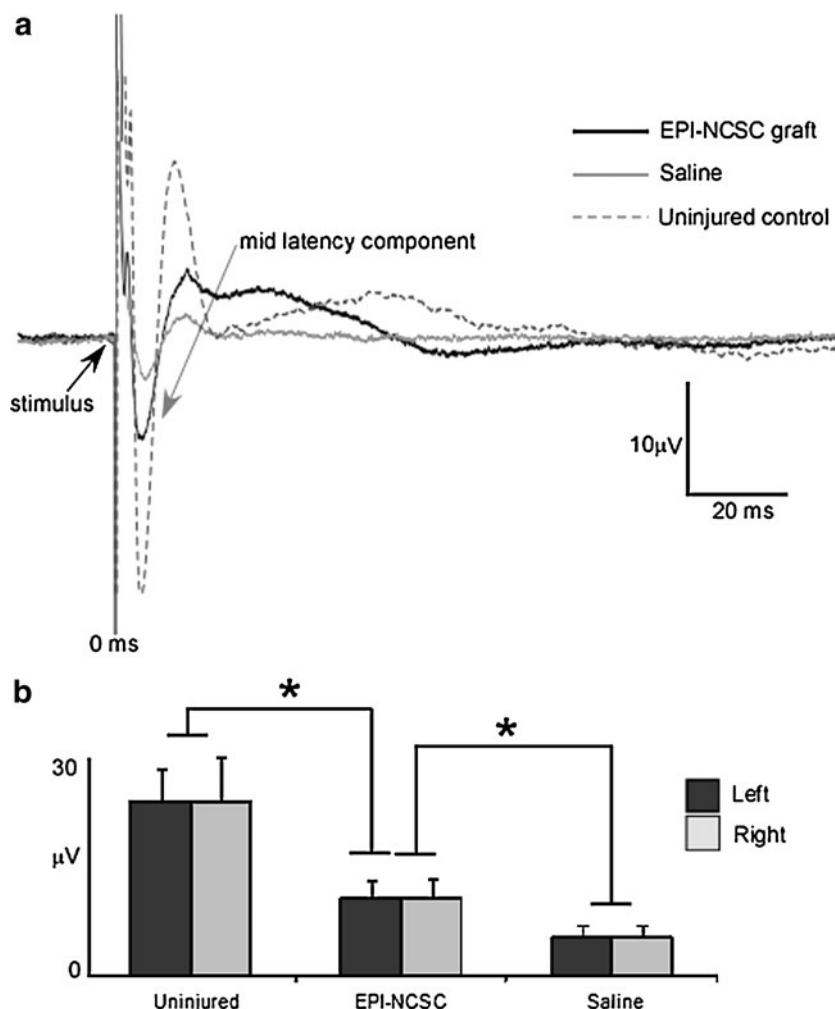 a
EPI-NCSC graft
Saline
Uninjured control
mid latency component
stimulus
10µV
20 ms
0 ms
b
*
*
30
µV
0
Left
Right
Uninjured
EPI-NCSC
Saline